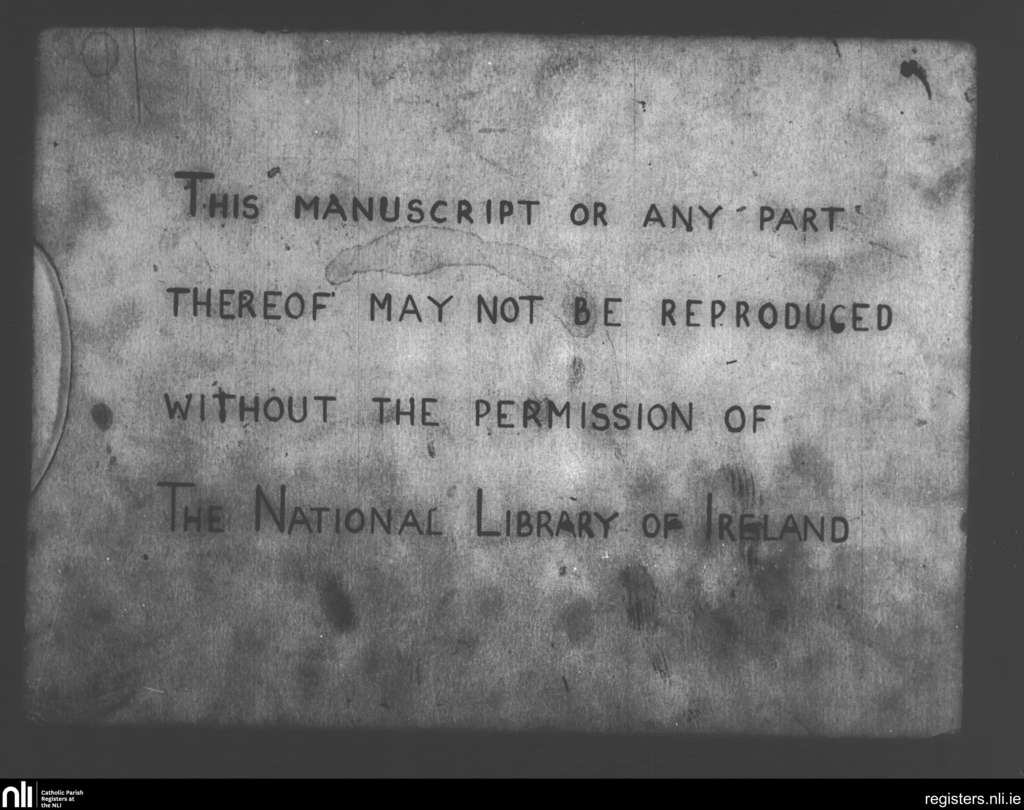 This manuscript or any part
thereof may not be reproduced
without the permission of
The National Library of Ireland
nli
Catholic Parish
Registers at
the NLI
registers.nli.ie